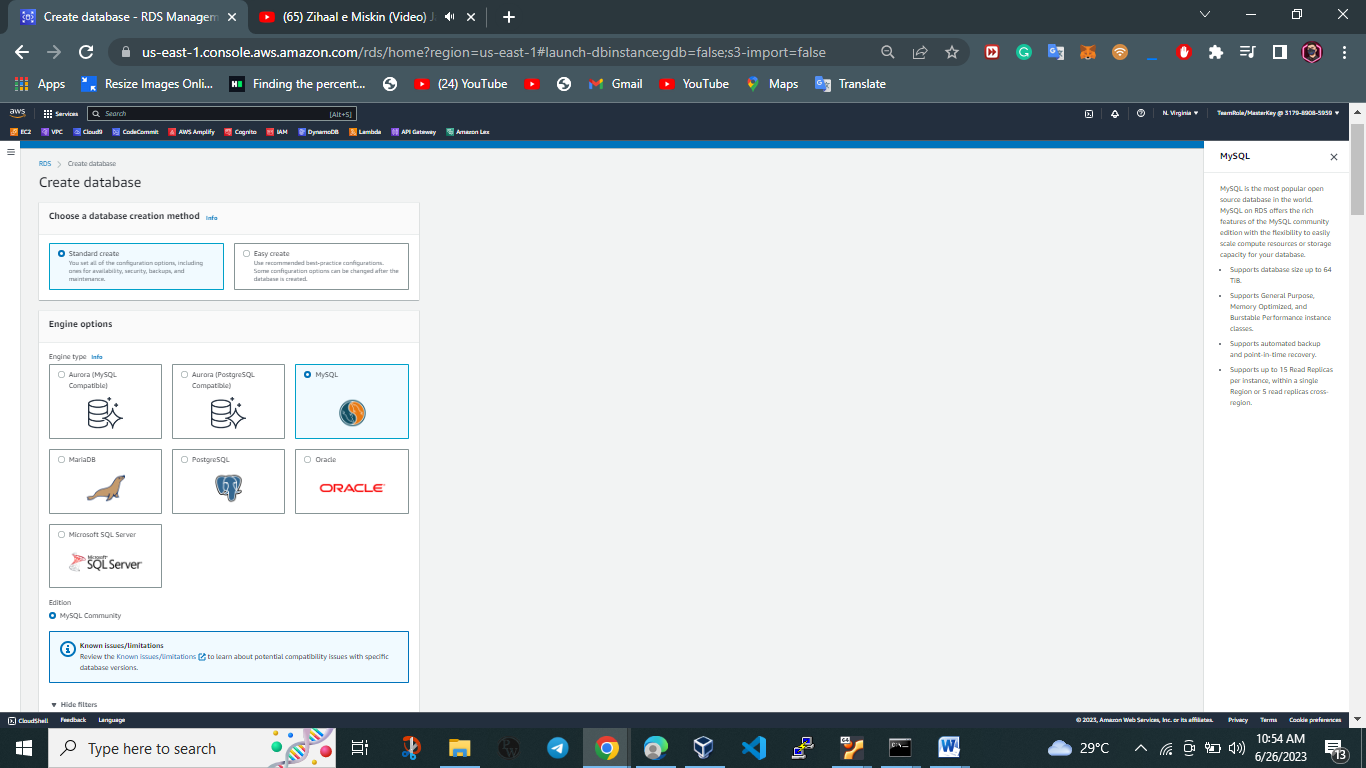 Create database - RDS Managem
(65) Zihaal e Miskin (Video) J
us-east-1.console.aws.amazon.com/rds/home?region=us-east-1#launch-dbinstance:gdb=false;s3-import=false
Apps
Resize Images Onli...
Finding the percent...
(24) YouTube
Gmail
YouTube
Maps
Translate
aws
Services
Search
[Alt+S]
N. Virginia
TeamRole/MasterKey @ 3179-8908-5959
EC2
VPC
Cloud9
CodeCommit
AWS Amplify
Cognito
IAM
DynamoDB
Lambda
API Gateway
Amazon Lex
RDS > Create database
Create database
Choose a database creation method Info
Standard create
You set all of the configuration options, including
ones for availability, security, backups, and
maintenance.
Easy create
Use recommended best-practice configurations.
Some configuration options can be changed after the
database is created.
Engine options
Engine type Info
Aurora (MySQL
Compatible)
Aurora (PostgreSQL
Compatible)
MySQL
MariaDB
PostgreSQL
Oracle
ORACLE
Microsoft SQL Server
Microsoft
SQL Server
Edition
MySQL Community
Known issues/limitations
Review the Known issues/limitations to learn about potential compatibility issues with specific
database versions.
Hide filters
MySQL
MySQL is the most popular open
source database in the world.
MySQL on RDS offers the rich
features of the MySQL community
edition with the flexibility to easily
scale compute resources or storage
capacity for your database.
• Supports database size up to 64
TiB.
• Supports General Purpose,
Memory Optimized, and
Burstable Performance instance
classes.
• Supports automated backup
and point-in-time recovery.
• Supports up to 15 Read Replicas
per instance, within a single
Region or 5 read replicas cross-
region.
CloudShell
Feedback
Language
© 2023, Amazon Web Services, Inc. or its affiliates.
Privacy
Terms
Cookie preferences
Type here to search
29°C
10:54 AM
6/26/2023
13